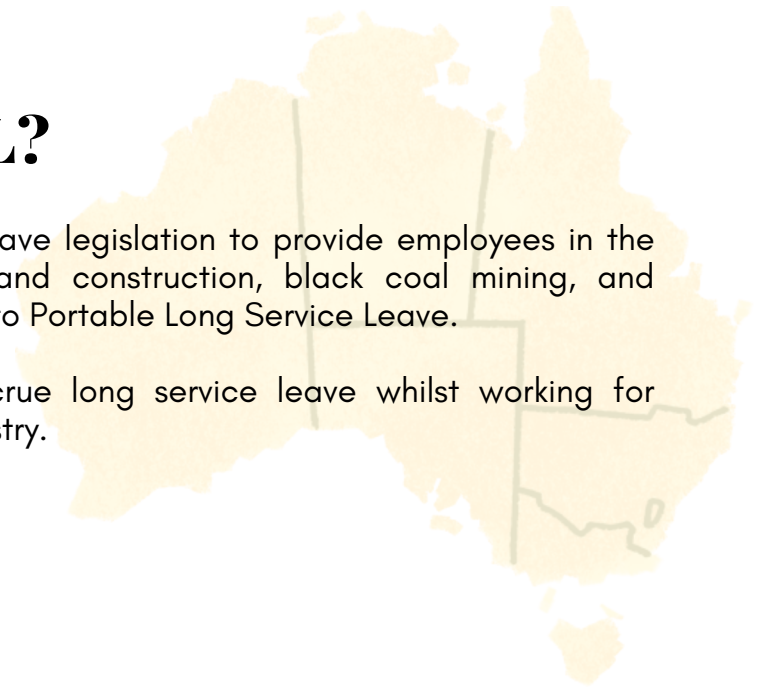 L?
ave legislation to provide employees in the
and construction, black coal mining, and
to Portable Long Service Leave.
crue long service leave whilst working for
stry.